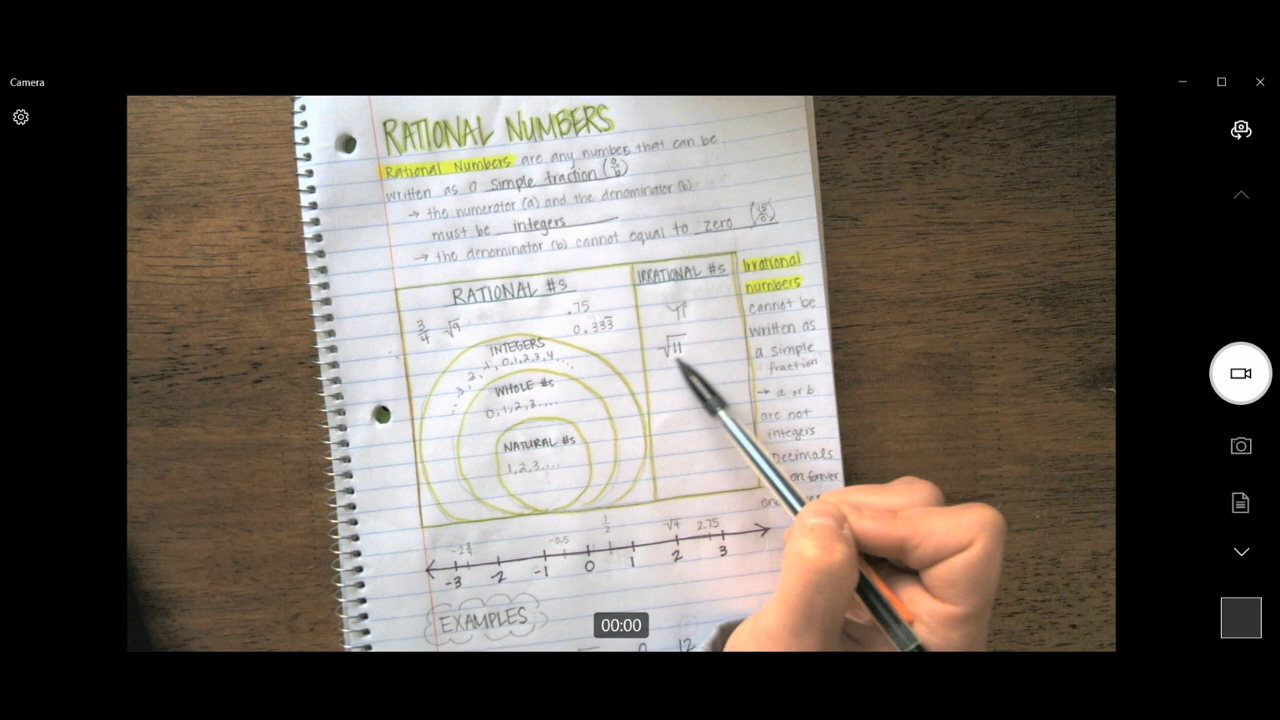 Camera
RATIONAL NUMBERS
Rational Numbers are any number that can be
written as a simple fraction (a/b)
→ the numerator (a) and the denominator (b)
must be integers
→ the denominator (b) cannot equal to zero (15/0)
RATIONAL #s
3/4 √9 .75
0.333
INTEGERS
0,1,2,3,4....
WHOLE #s
0,1,2,3....
NATURAL #s
1,2,3....
IRRATIONAL #s
π
√11
Irrational
numbers
cannot be
written as
a simple
fraction
→ a or b
are not
integers
Decimals
on forever
-0.5 1/2 √4 2.75
-3 -2 -1 0 1 2 3
EXAMPLES
12
00:00